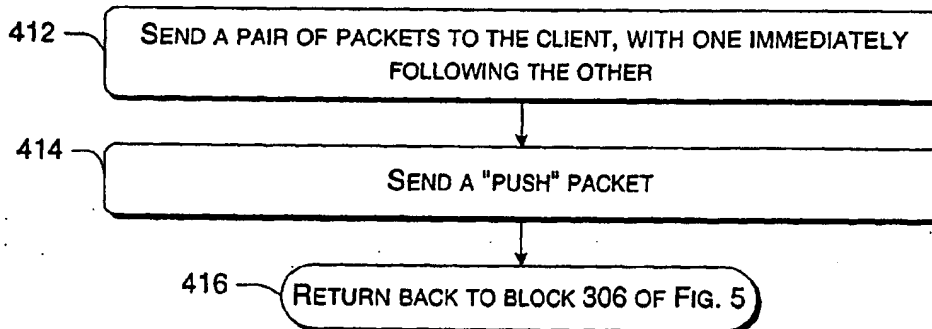 412
SEND A PAIR OF PACKETS TO THE CLIENT, WITH ONE IMMEDIATELY
FOLLOWING THE OTHER
414
SEND A "PUSH" PACKET
416
RETURN BACK TO BLOCK 306 OF FIG. 5